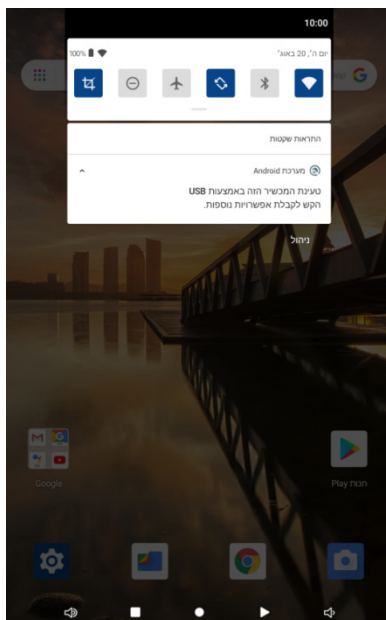 10:00
יום ה׳, 20 באוג׳
100%
התראות שקטות
מערכת Android
טעינת המכשיר הזה באמצעות USB
הקש לקבלת אפשרויות נוספות.
ניהול
Google
חנות Play